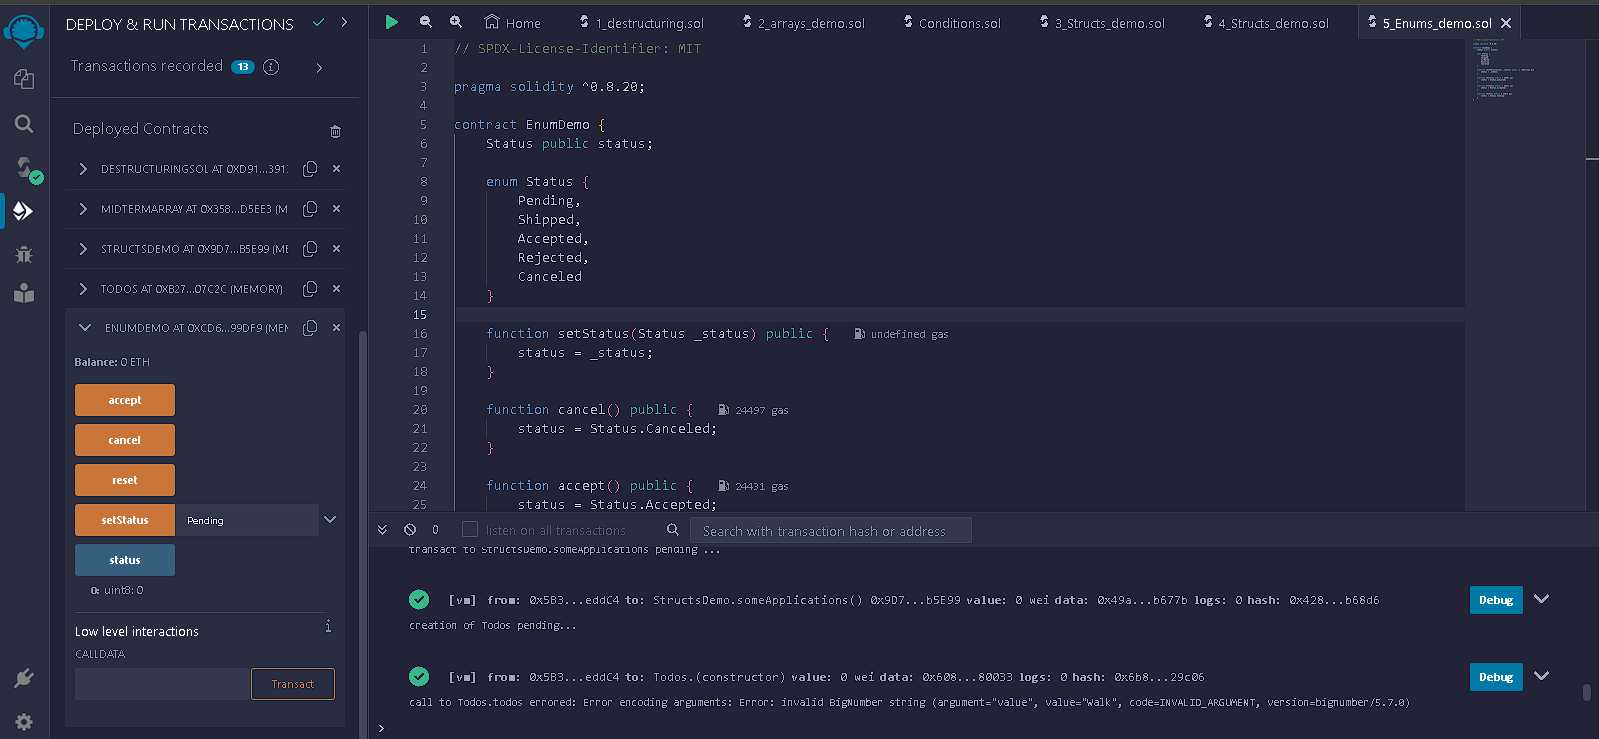 DEPLOY & RUN TRANSACTIONS
Transactions recorded 13 i
Deployed Contracts
DESTRUCTURINGSOL AT 0XD91...3917
MIDTERMARRAY AT 0X358...D5EE3 (M
STRUCTSDEMO AT 0X9D7...B5E99 (ME
TODOS AT 0XB27...07C2C (MEMORY)
ENUMDEMO AT 0XCD6...99DF9 (MEM
Balance: 0 ETH
accept
cancel
reset
setStatus Pending
status
0: uint8: 0
Low level interactions i
CALLDATA
Transact
Home 1_destructuring.sol 2_arrays_demo.sol Conditions.sol 3_Structs_demo.sol 4_Structs_demo.sol 5_Enums_demo.sol
1 // SPDX-License-Identifier: MIT
2
3 pragma solidity ^0.8.20;
4
5 contract EnumDemo {
6 Status public status;
7
8 enum Status {
9 Pending,
10 Shipped,
11 Accepted,
12 Rejected,
13 Canceled
14 }
15
16 function setStatus(Status _status) public { undefined gas
17 status = _status;
18 }
19
20 function cancel() public { 24497 gas
21 status = Status.Canceled;
22 }
23
24 function accept() public { 24431 gas
25 status = Status.Accepted;
0 listen on all transactions Search with transaction hash or address
transact to StructsDemo.someApplications pending ...
[vm] from: 0x5B3...eddC4 to: StructsDemo.someApplications() 0x9D7...b5E99 value: 0 wei data: 0x49a...b677b logs: 0 hash: 0x428...b68d6 Debug
creation of Todos pending...
[vm] from: 0x5B3...eddC4 to: Todos.(constructor) value: 0 wei data: 0x608...80033 logs: 0 hash: 0x6b8...29c06 Debug
call to Todos.todos errored: Error encoding arguments: Error: invalid BigNumber string (argument="value", value="Walk", code=INVALID_ARGUMENT, version=bignumber/5.7.0)
>